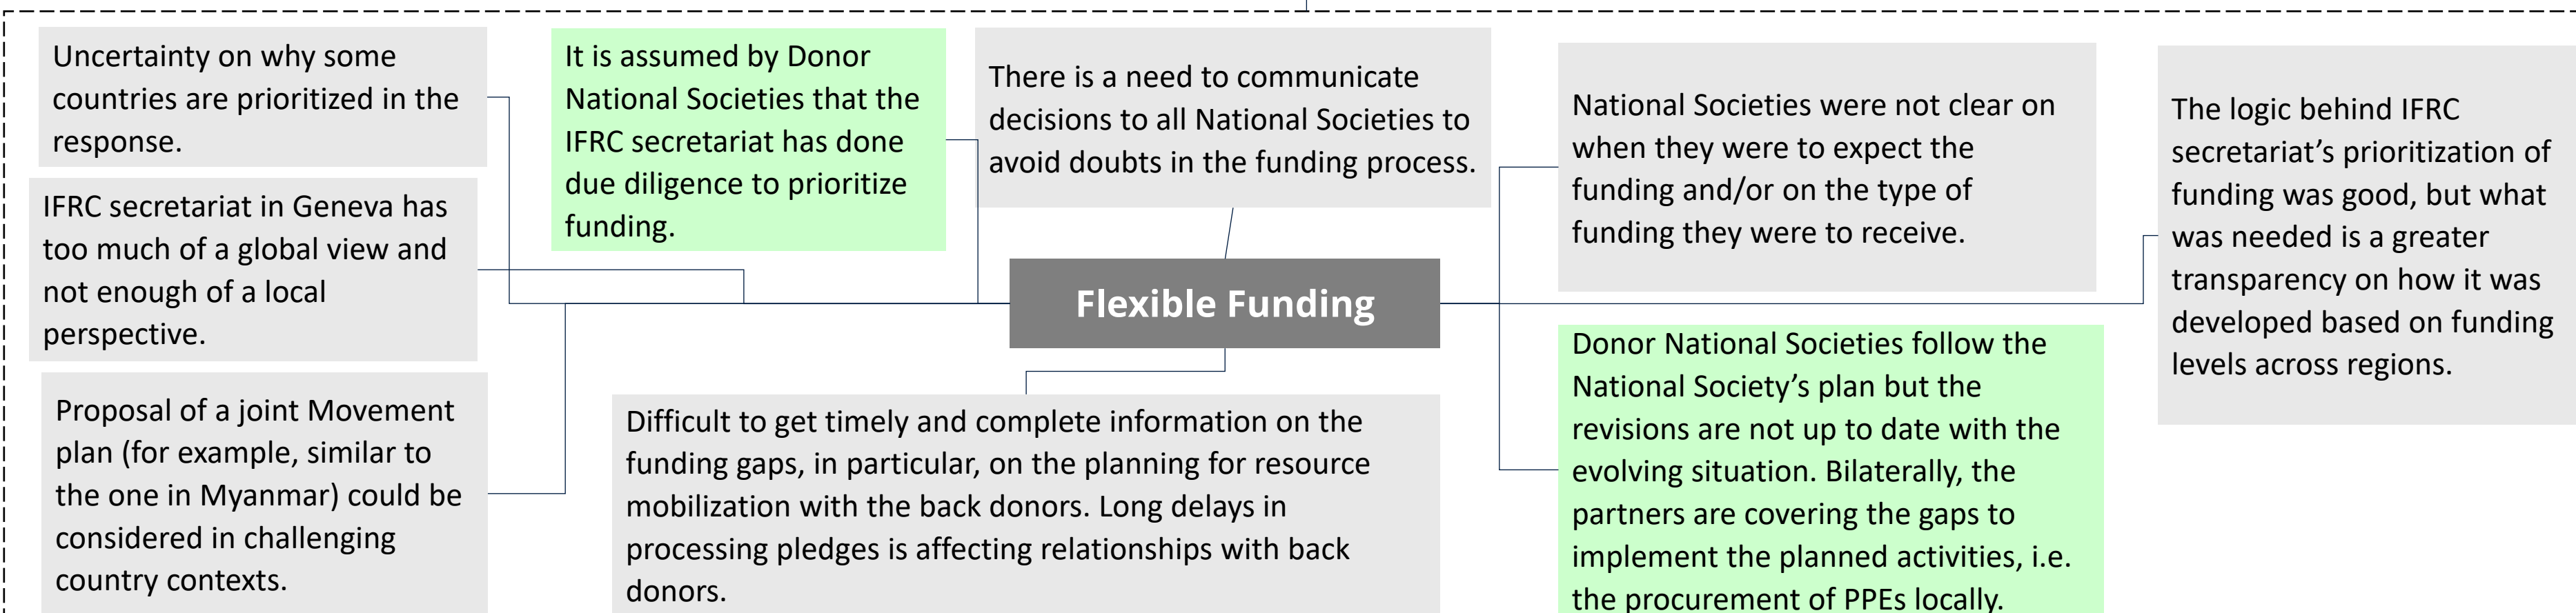 Uncertainty on why some
countries are prioritized in the
response.
IFRC secretariat in Geneva has
too much of a global view and
not enough of a local
perspective.
Proposal of a joint Movement
plan (for example, similar to
the one in Myanmar) could be
considered in challenging
country contexts.
It is assumed by Donor
National Societies that the
IFRC secretariat has done
due diligence to prioritize
funding.
There is a need to communicate
decisions to all National Societies to
avoid doubts in the funding process.
Flexible Funding
Difficult to get timely and complete information on the
funding gaps, in particular, on the planning for resource
mobilization with the back donors. Long delays in
processing pledges is affecting relationships with back
donors.
National Societies were not clear on
when they were to expect the
funding and/or on the type of
funding they were to receive.
Donor National Societies follow the
National Society’s plan but the
revisions are not up to date with the
evolving situation. Bilaterally, the
partners are covering the gaps to
implement the planned activities, i.e.
the procurement of PPEs locally.
The logic behind IFRC
secretariat’s prioritization of
funding was good, but what
was needed is a greater
transparency on how it was
developed based on funding
levels across regions.